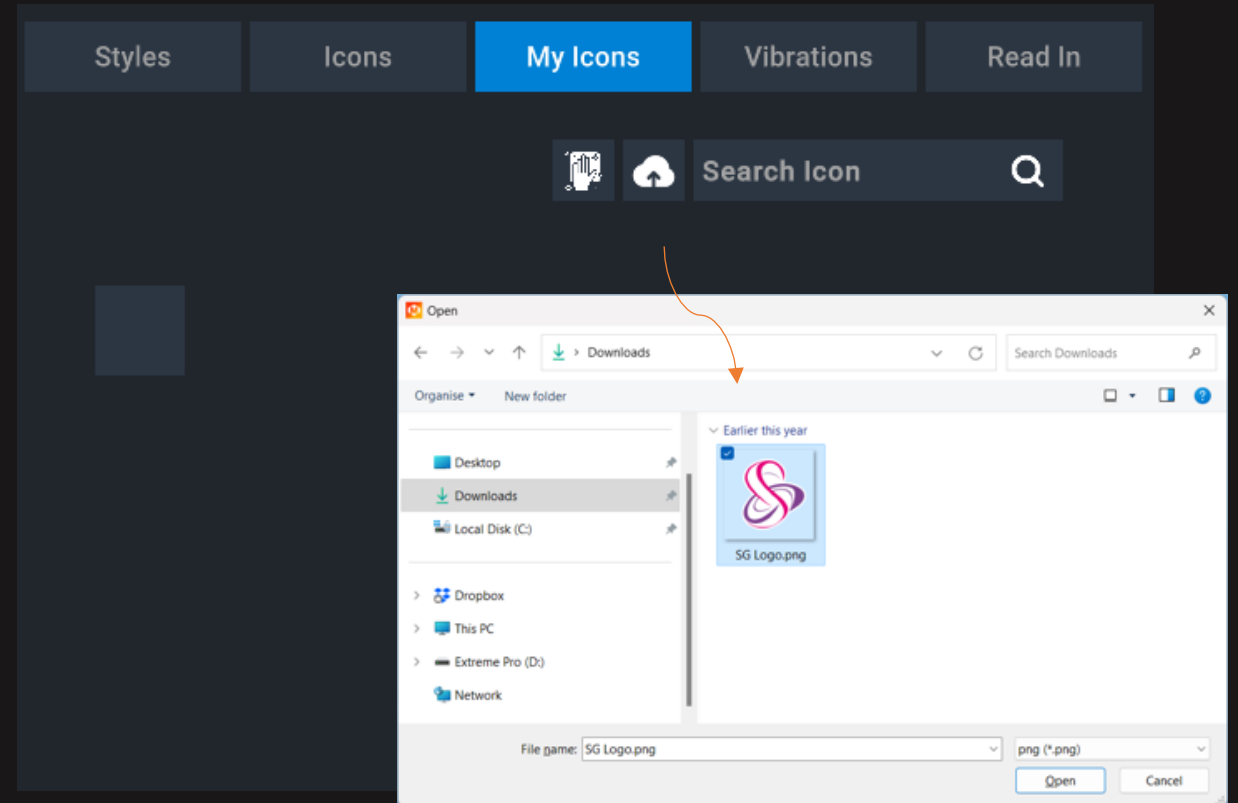 Styles Icons My Icons Vibrations Read In
Search Icon
Open
Downloads Search Downloads
Organise New folder
Earlier this year
Desktop
Downloads
Local Disk (C:)
SG Logo.png
Dropbox
This PC
Extreme Pro (D:)
Network
File name: SG Logo.png png (*.png)
Open Cancel